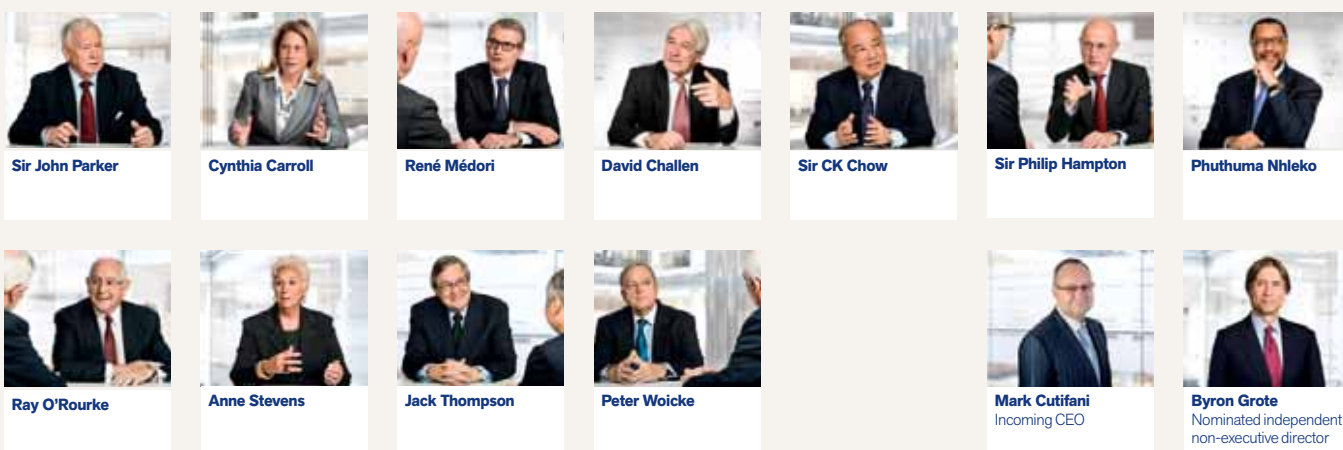 Sir John Parker
Cynthia Carroll
René Médori
David Challen
Sir CK Chow
Sir Philip Hampton
Phuthuma Nhleko
Ray O'Rourke
Anne Stevens
Jack Thompson
Peter Woicke
Mark Cutifani
Incoming CEO
Byron Grote
Nominated independent
non-executive director